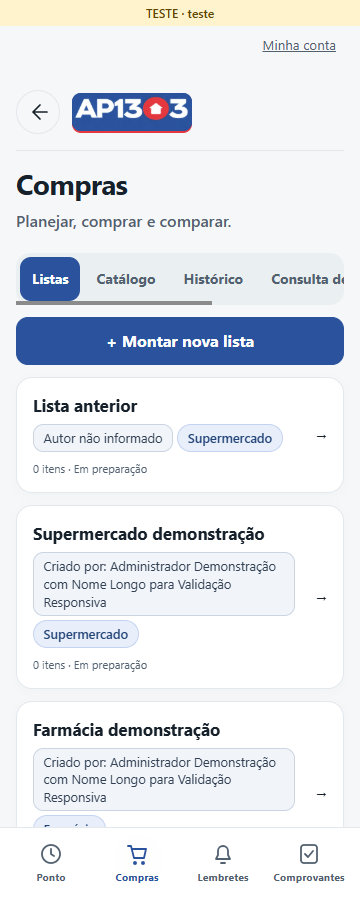 TESTE · teste
Minha conta
AP1303
Compras
Planejar, comprar e comparar.
Listas Catálogo Histórico Consulta
+ Montar nova lista
Lista anterior
Autor não informado Supermercado
→
0 itens · Em preparação
Supermercado demonstração
Criado por: Administrador Demonstração
com Nome Longo para Validação
Responsiva
→
Supermercado
0 itens · Em preparação
Farmácia demonstração
Criado por: Administrador Demonstração
com Nome Longo para Validação
Responsiva
→
Ponto Compras Lembretes Comprovantes